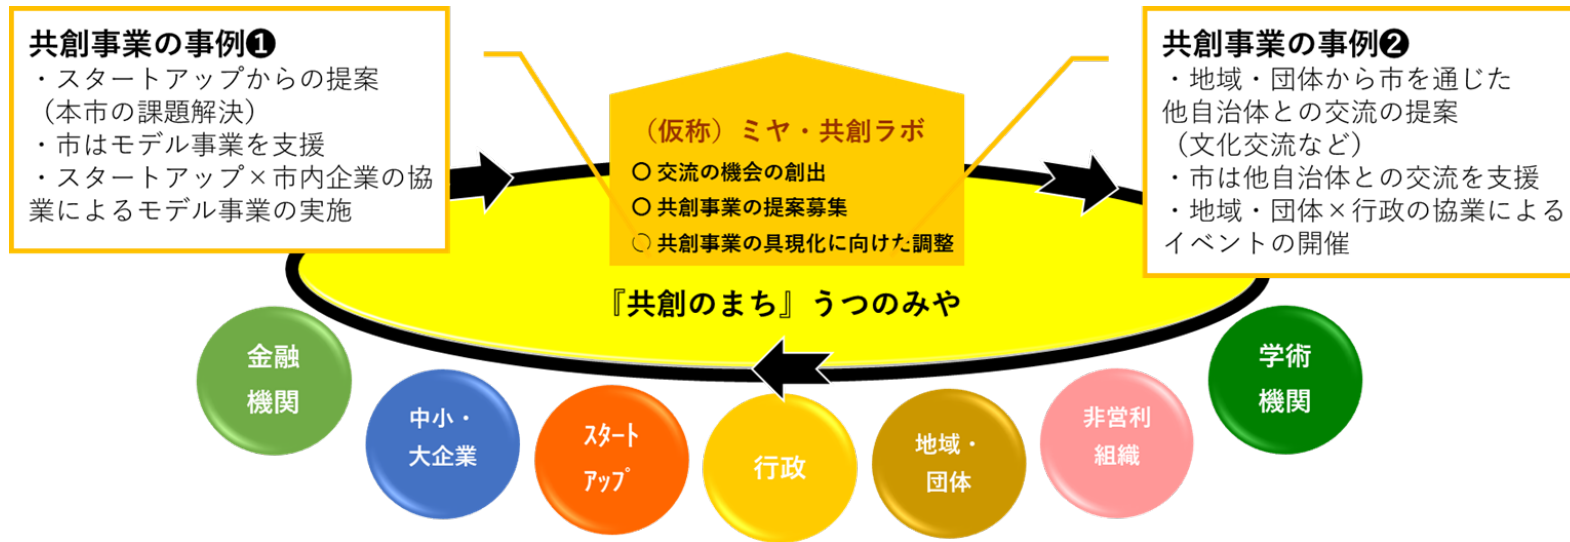 共創事業の事例❶
・スタートアップからの提案
（本市の課題解決）
・市はモデル事業を支援
・スタートアップ×市内企業の協
業によるモデル事業の実施
（仮称）ミヤ・共創ラボ
〇 交流の機会の創出
〇 共創事業の提案募集
〇 共創事業の具現化に向けた調整
『共創のまち』うつのみや
共創事業の事例❷
・地域・団体から市を通じた
他自治体との交流の提案
（文化交流など）
・市は他自治体との交流を支援
・地域・団体×行政の協業による
イベントの開催
金融
機関
中小・
大企業
ｽﾀｰﾄ
ｱｯﾌﾟ
行政
地域・
団体
非営利
組織
学術
機関